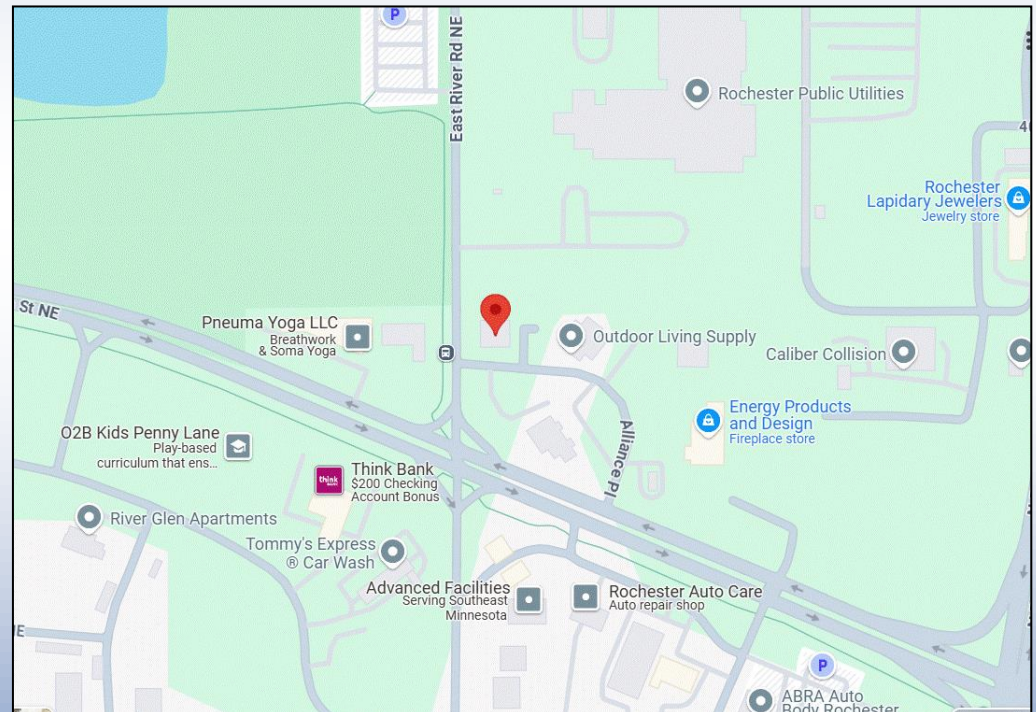 P
East River Rd NE
Rochester Public Utilities
40
Rochester
Lapidary Jewelers
Jewelry store
St NE
Pneuma Yoga LLC
Breathwork
& Soma Yoga
Outdoor Living Supply
Caliber Collision
Energy Products
and Design
Fireplace store
O2B Kids Penny Lane
Play-based
curriculum that ens...
Alliance Pl
think
Think Bank
$200 Checking
Account Bonus
River Glen Apartments
Tommy's Express
® Car Wash
Advanced Facilities
Serving Southeast
Minnesota
Rochester Auto Care
Auto repair shop
P
ABRA Auto
Body Rochester